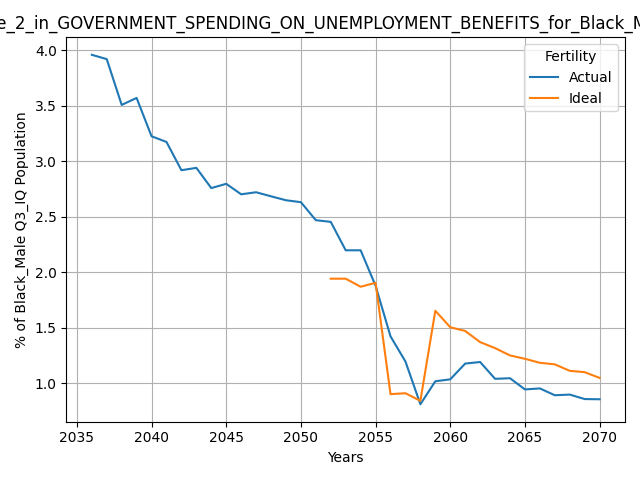 e_2_in_GOVERNMENT_SPENDING_ON_UNEMPLOYMENT_BENEFITS_for_Black_M
Fertility
Actual
Ideal
% of Black_Male Q3_IQ Population
4.0
3.5
3.0
2.5
2.0
1.5
1.0
2035 2040 2045 2050 2055 2060 2065 2070
Years